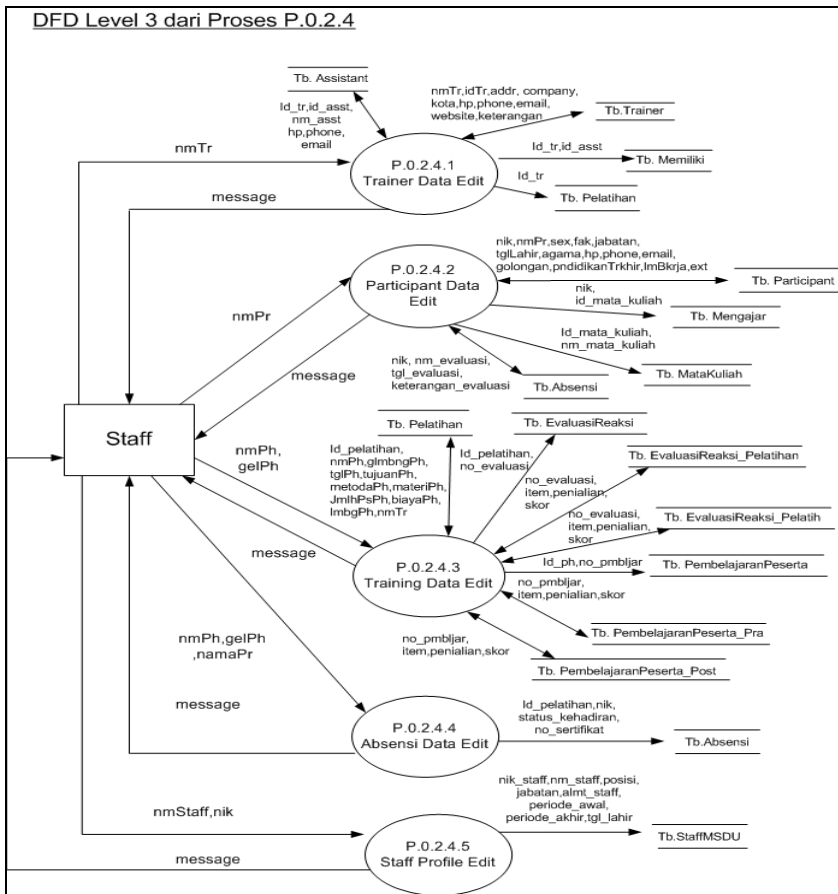 DFD Level 3 dari Proses P.0.2.4
Tb. Assistant
Id_tr,id_asst,
nm_asst
hp,phone,
email
nmTr,idTr,addr, company,
kota,hp,phone,email,
website,keterangan
Tb.Trainer
nmTr
P.0.2.4.1
Trainer Data Edit
Id_tr,id_asst
Tb. Memiliki
Id_tr
Tb. Pelatihan
message
nik,nmPr,sex,fak,jabatan,
tglLahir,agama,hp,phone,email,
golongan,pndidikanTrkhir,lmBkrja,ext
P.0.2.4.2
Participant Data
Edit
Tb. Participant
nik,
id_mata_kuliah
Tb. Mengajar
nmPr
Id_mata_kuliah,
nm_mata_kuliah
Tb. MataKuliah
message
nik, nm_evaluasi,
tgl_evaluasi,
keterangan_evaluasi
Tb.Absensi
Staff
Tb. Pelatihan
Tb. EvaluasiReaksi
nmPh,
gelPh
Id_pelatihan,
nmPh,glmbngPh,
tglPh,tujuanPh,
metodaPh,materiPh,
JmlhPsPh,biayaPh,
lmbgPh,nmTr
Id_pelatihan,
no_evaluasi
Tb. EvaluasiReaksi_Pelatihan
no_evaluasi,
item,penialian,
skor
Tb. EvaluasiReaksi_Pelatih
no_evaluasi,
item,penialian,
skor
message
P.0.2.4.3
Training Data Edit
Id_ph,no_pmbljar
Tb. PembelajaranPeserta
no_pmbljar,
item,penialian,skor
Tb. PembelajaranPeserta_Pra
no_pmbljar,
item,penialian,skor
Tb. PembelajaranPeserta_Post
nmPh,gelPh
,namaPr
message
P.0.2.4.4
Absensi Data Edit
Id_pelatihan,nik,
status_kehadiran,
no_sertifikat
Tb.Absensi
nmStaff,nik
P.0.2.4.5
Staff Profile Edit
nik_staff,nm_staff,posisi,
jabatan,almt_staff,
periode_awal,
periode_akhir,tgl_lahir
Tb.StaffMSDU
message